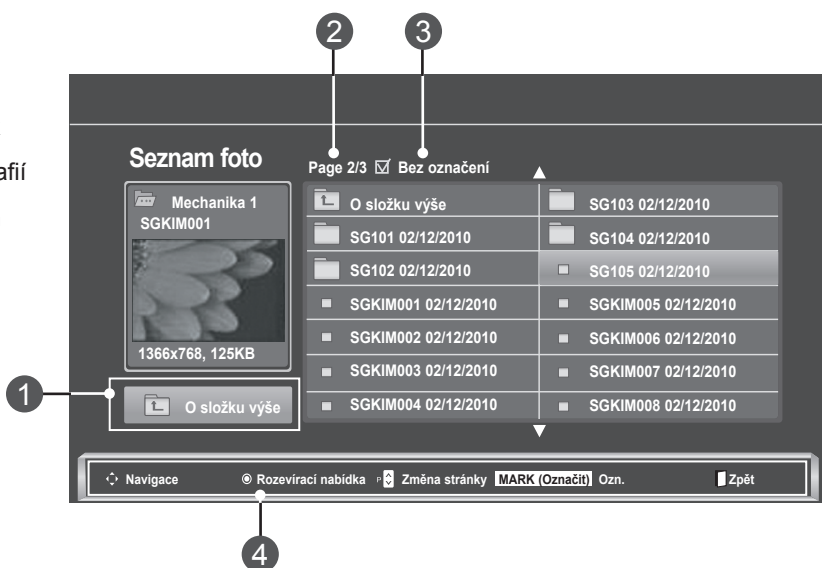 2
3
afií
Seznam foto
Page 2/3 ☑ Bez označení
Mechanika 1
SGKIM001
1366x768, 125KB
1
O složku výše
O složku výše
SG101 02/12/2010
SG102 02/12/2010
SGKIM001 02/12/2010
SGKIM002 02/12/2010
SGKIM003 02/12/2010
SGKIM004 02/12/2010
SG103 02/12/2010
SG104 02/12/2010
SG105 02/12/2010
SGKIM005 02/12/2010
SGKIM006 02/12/2010
SGKIM007 02/12/2010
SGKIM008 02/12/2010
Navigace Rozevírací nabídka P Změna stránky MARK (Označit) Ozn. Zpět
4